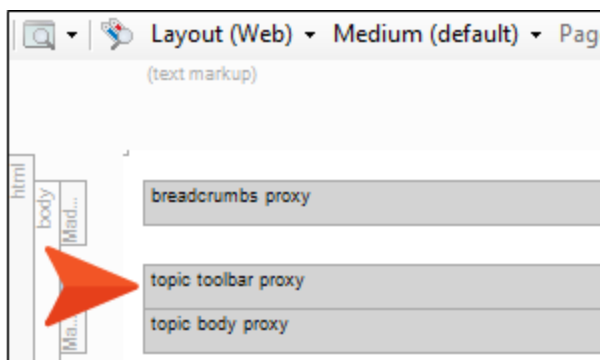 Layout (Web) Medium (default) Pag
(text markup)
html
body
Mad...
breadcrumbs proxy
topic toolbar proxy
Ma...
topic body proxy